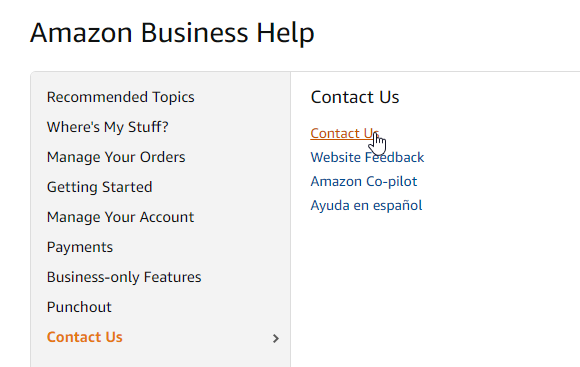 Amazon Business Help
Recommended Topics
Where's My Stuff?
Manage Your Orders
Getting Started
Manage Your Account
Payments
Business-only Features
Punchout
Contact Us
Contact Us
Contact Us
Website Feedback
Amazon Co-pilot
Ayuda en español